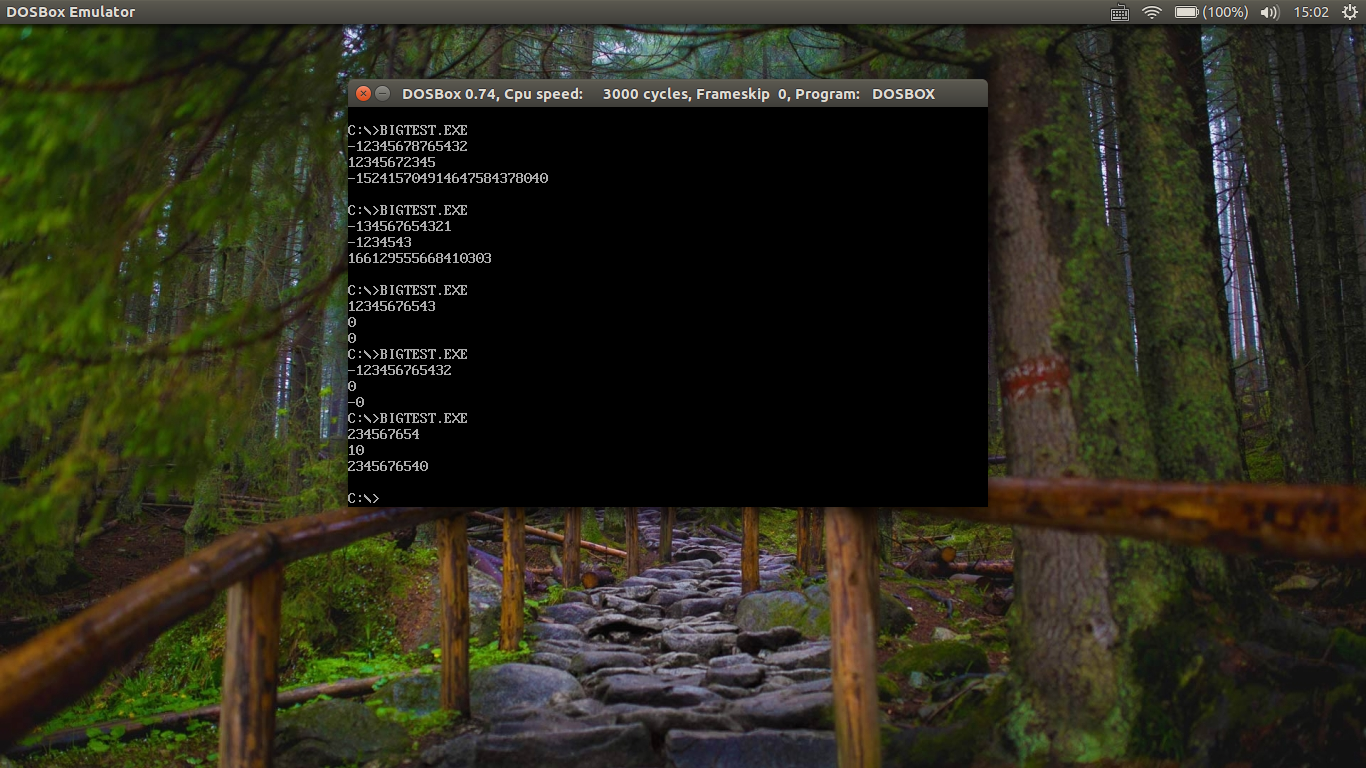 DOSBox Emulator (100%) 15:02
DOSBox 0.74, Cpu speed: 3000 cycles, Frameskip 0, Program: DOSBOX
C:\>BIGTEST.EXE
-12345678765432
12345672345
-152415704914647584378040
C:\>BIGTEST.EXE
-134567654321
-1234543
166129555668410303
C:\>BIGTEST.EXE
12345676543
0
0
C:\>BIGTEST.EXE
-123456765432
0
-0
C:\>BIGTEST.EXE
234567654
10
2345676540
C:\>